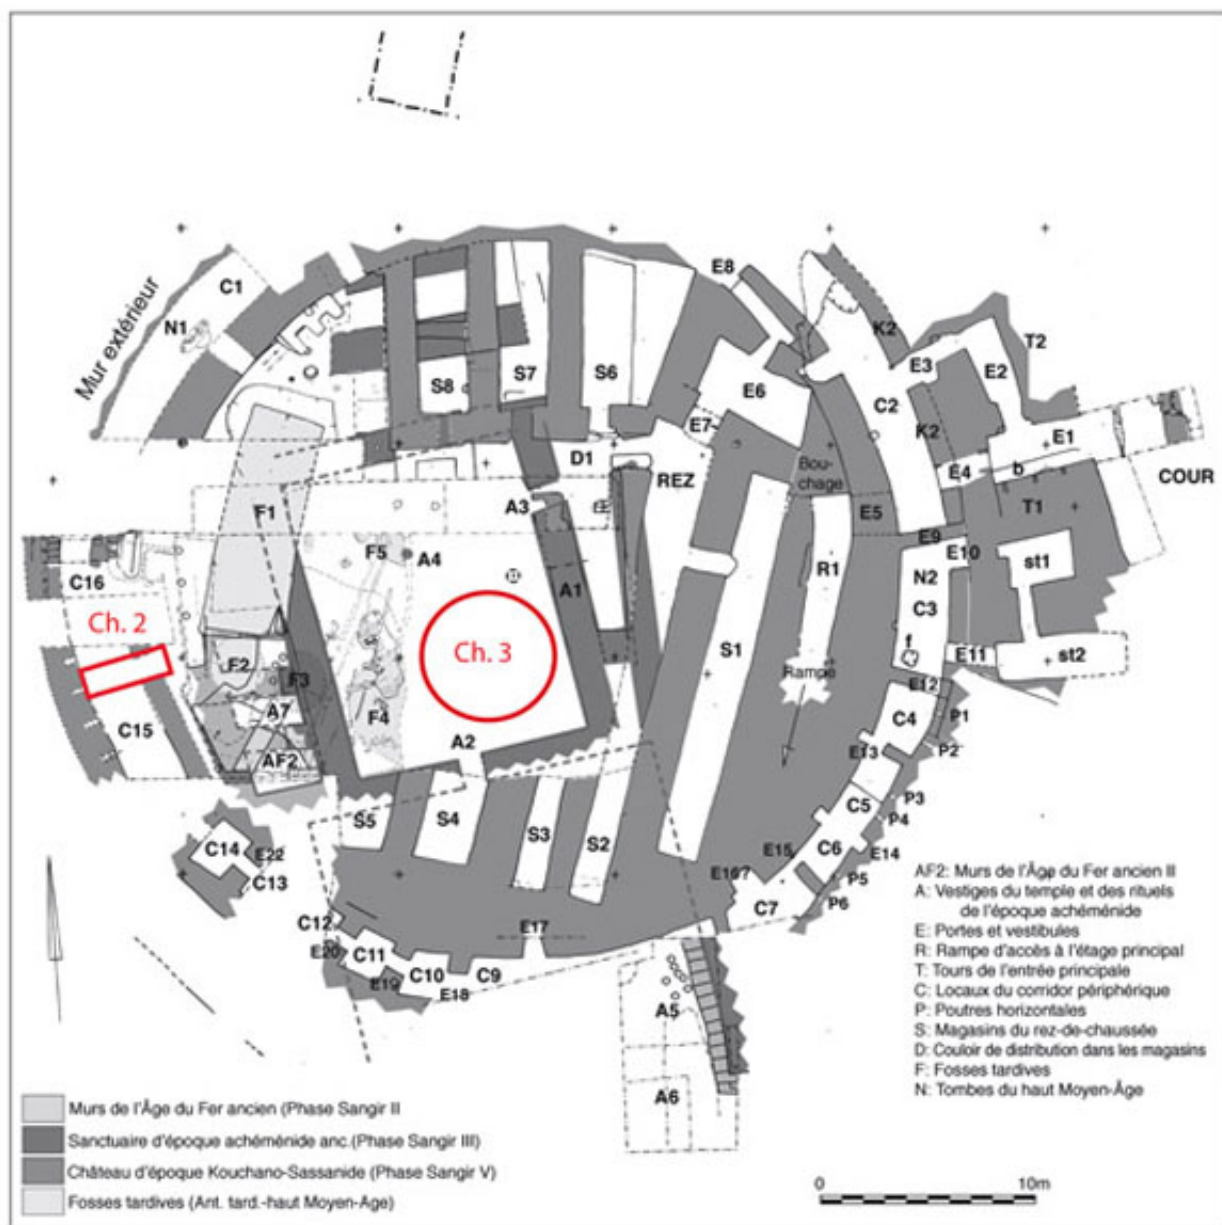 Mur extérieur
C1
N1
E8
K2
E3
T2
S8
S7
S6
E6
E2
C2
E7
K2
E1
D1
REZ
E4
b
COUR
Bou-
chage
T1
F1
A3
E5
E9
E10
C16
F5
A4
A1
R1
N2
st1
C3
Ch. 2
Ch. 3
f
F2
F3
S1
E11
st2
A7
F4
Rampe
E12
C15
C4
P1
AF2
A2
E13
P2
S5
S4
S3
S2
C5
P3
P4
C14
E22
E15
C6
E14
C13
E16?
P5
C7
P6
C12
E17
E20
C11
C10
C9
E19
E18
A5
A6
AF2: Murs de l'Âge du Fer ancien II
A: Vestiges du temple et des rituels
de l'époque achéménide
E: Portes et vestibules
R: Rampe d'accès à l'étage principal
T: Tours de l'entrée principale
C: Locaux du corridor périphérique
P: Poutres horizontales
S: Magasins du rez-de-chaussée
D: Couloir de distribution dans les magasins
F: Fosses tardives
N: Tombes du haut Moyen-Âge
Murs de l'Âge du Fer ancien (Phase Sangir II
Sanctuaire d'époque achéménide anc.(Phase Sangir III)
Château d'époque Kouchano-Sassanide (Phase Sangir V)
Fosses tardives (Ant. tard.-haut Moyen-Age)
0 10m